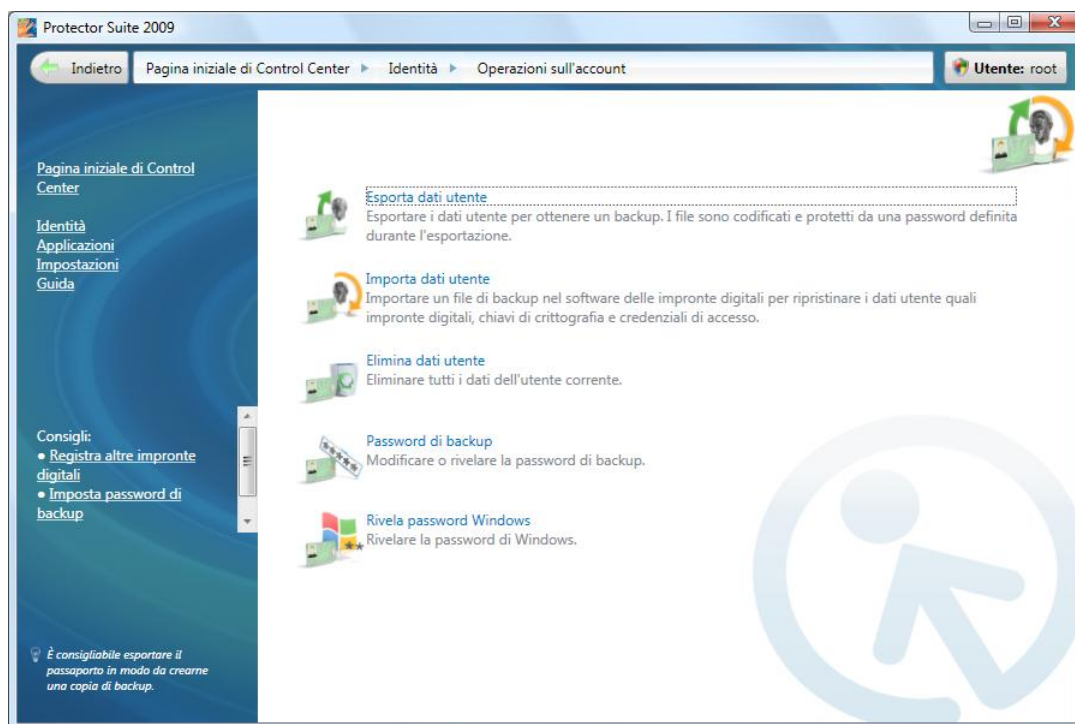 Protector Suite 2009
Indietro
Pagina iniziale di Control Center
Identità
Operazioni sull'account
Utente: root
Pagina iniziale di Control
Center
Identità
Applicazioni
Impostazioni
Guida
Consigli:
• Registra altre impronte
digitali
• Imposta password di
backup
È consigliabile esportare il
passaporto in modo da crearne
una copia di backup.
Esporta dati utente
Esportare i dati utente per ottenere un backup. I file sono codificati e protetti da una password definita
durante l'esportazione.
Importa dati utente
Importare un file di backup nel software delle impronte digitali per ripristinare i dati utente quali
impronte digitali, chiavi di crittografia e credenziali di accesso.
Elimina dati utente
Eliminare tutti i dati dell'utente corrente.
Password di backup
Modificare o rivelare la password di backup.
Rivela password Windows
Rivelare la password di Windows.